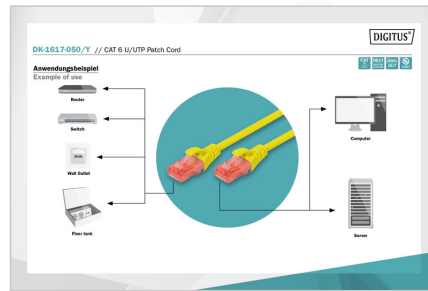 DIGITUS®
DK-1617-050/Y // CAT 6 U/UTP Patch Cord
Anwendungsbeispiel
Example of use
Router
Switch
Wall Outlet
Floor tank
Computer
Server